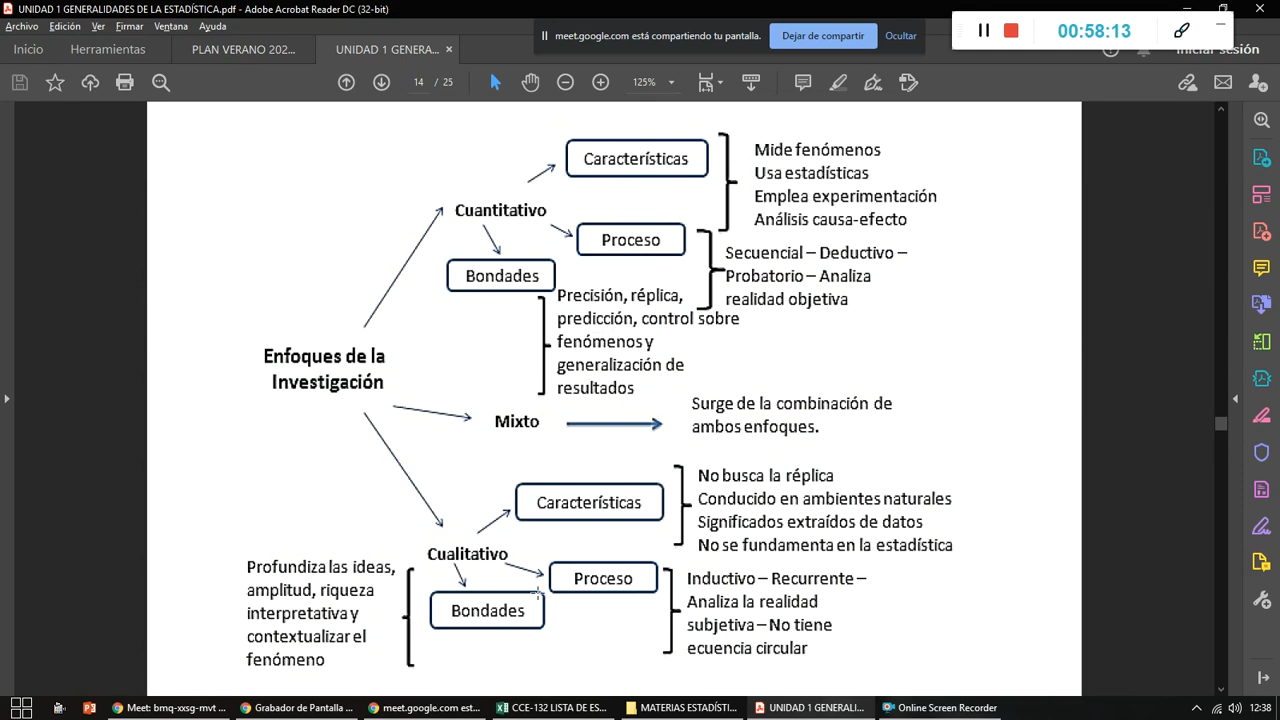 UNIDAD 1 GENERALIDADES DE LA ESTADÍSTICA.pdf - Adobe Acrobat Reader DC (32-bit)
Archivo Edición Ver Firmar Ventana Ayuda
meet.google.com está compartiendo tu pantalla.
Dejar de compartir
Ocultar
00:58:13
Inicio
Herramientas
PLAN VERANO 202...
UNIDAD 1 GENERA...
Iniciar sesión
14 / 25
125%
Características
Mide fenómenos
Usa estadísticas
Emplea experimentación
Análisis causa-efecto
Cuantitativo
Proceso
Secuencial – Deductivo –
Probatorio – Analiza
realidad objetiva
Bondades
Precisión, réplica,
predicción, control sobre
fenómenos y
generalización de
resultados
Enfoques de la
Investigación
Mixto
Surge de la combinación de
ambos enfoques.
Características
No busca la réplica
Conducido en ambientes naturales
Significados extraídos de datos
No se fundamenta en la estadística
Cualitativo
Proceso
Inductivo – Recurrente –
Analiza la realidad
subjetiva – No tiene
ecuencia circular
Bondades
Profundiza las ideas,
amplitud, riqueza
interpretativa y
contextualizar el
fenómeno
Meet: bmq-xxsg-mvt ...
Grabador de Pantalla ...
meet.google.com est...
CCE-132 LISTA DE ES...
MATERIAS ESTADÍSTI...
UNIDAD 1 GENERALI...
Online Screen Recorder
12:38